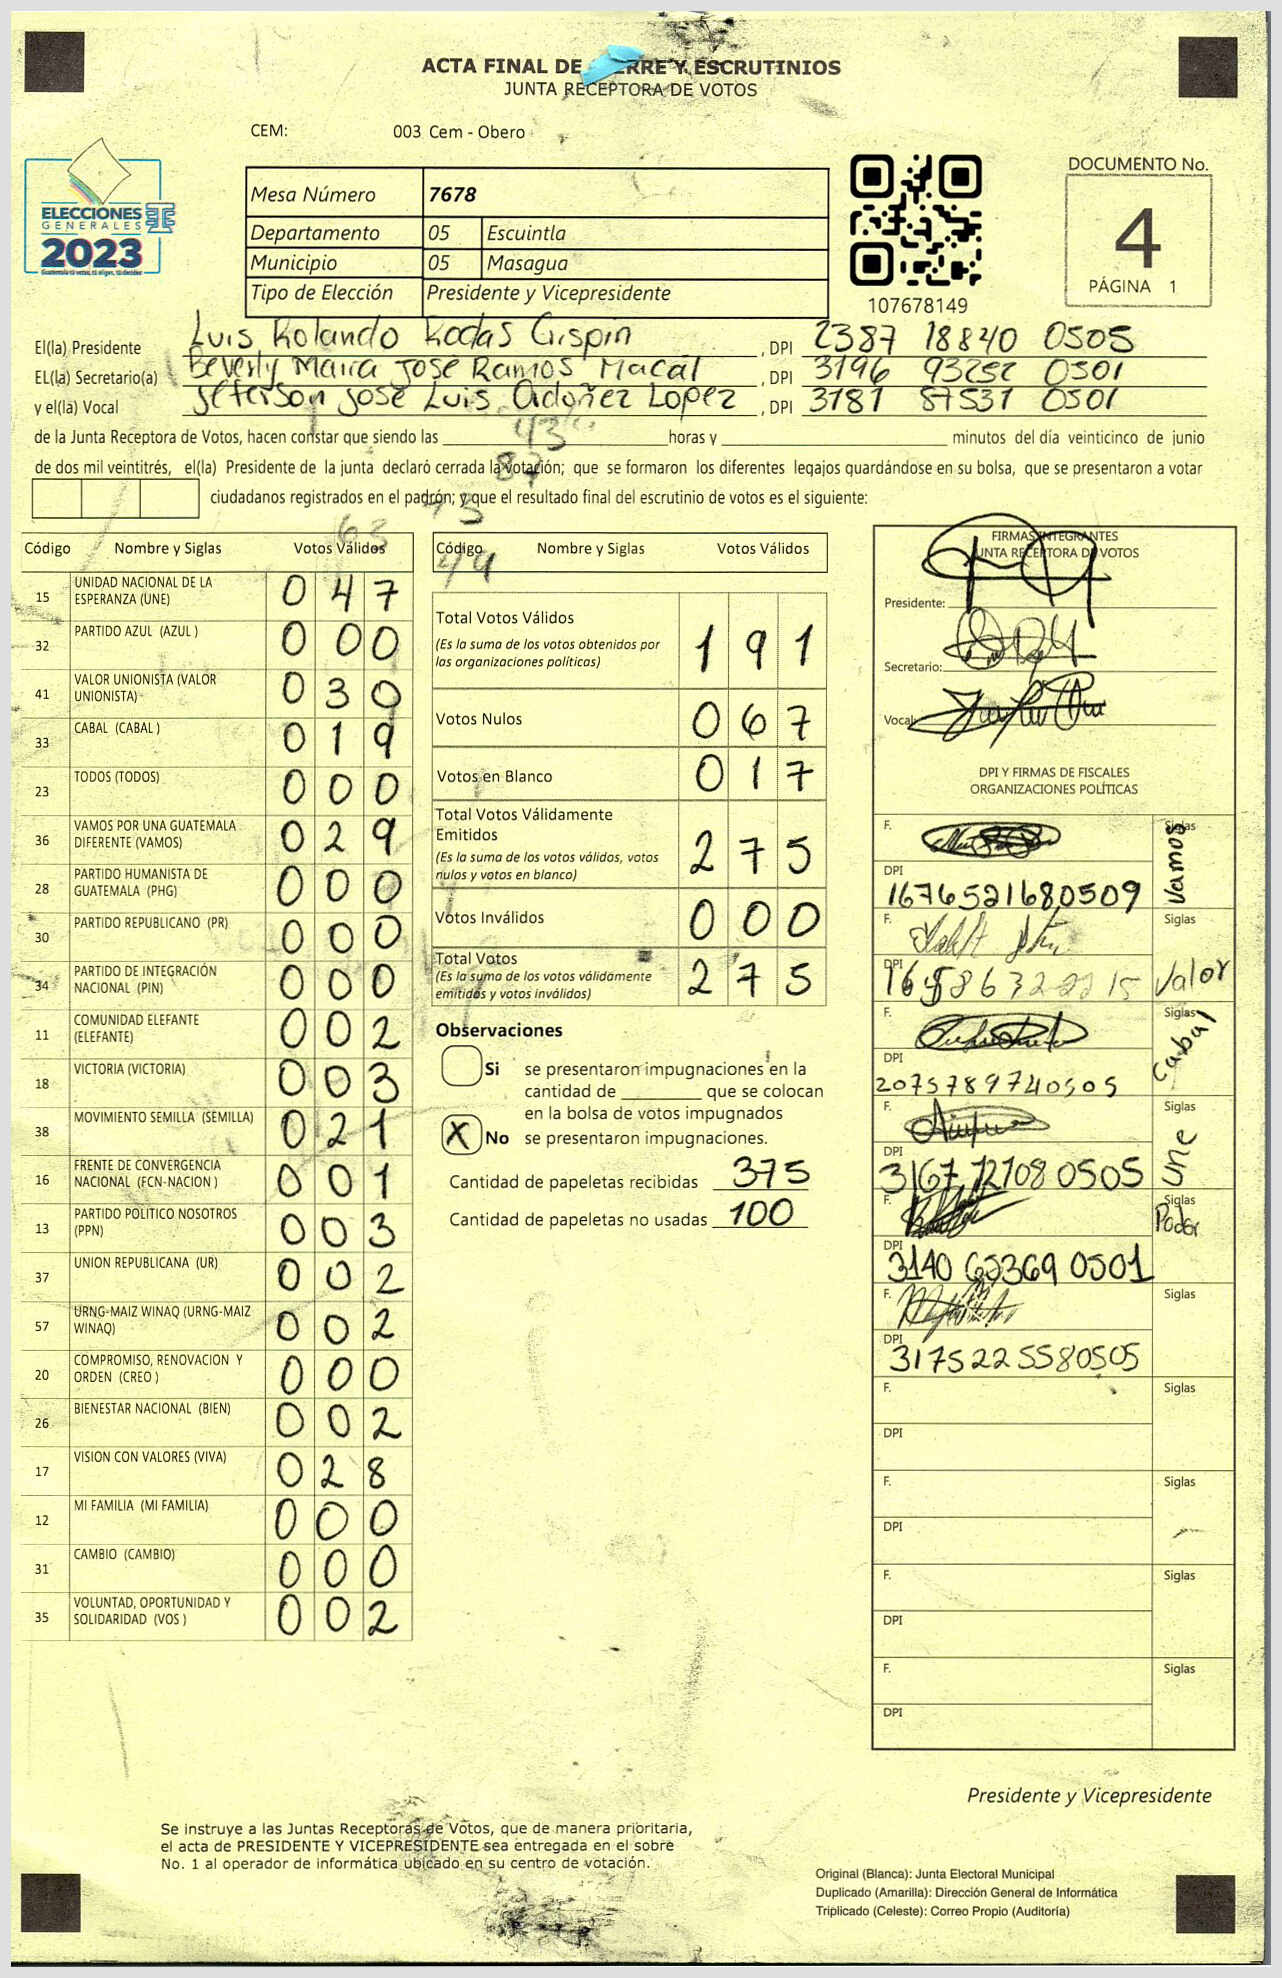 ACTA FINAL DE CIERRE Y ESCRUTINIOS
JUNTA RECEPTORA DE VOTOS
CEM: 003 Cem - Obero
ELECCIONES
GENERALES
2023
Mesa Número 7678
Departamento 05 Escuintla
Municipio 05 Masagua
Tipo de Elección Presidente y Vicepresidente
107678149
DOCUMENTO No.
4
PÁGINA 1
El(la) Presidente Luis Rolando Rodas Crispin, DPI 2387 18840 0505
EL(la) Secretario(a) Beverly Maria Jose Ramos Macal, DPI 3196 93252 0501
y el(la) Vocal Jeferson Jose Luis Ordoñez Lopez, DPI 3181 87531 0501
de la Junta Receptora de Votos, hacen constar que siendo las horas y minutos del día veinticinco de junio
de dos mil veintitrés, el(la) Presidente de la junta declaró cerrada la votación; que se formaron los diferentes legajos guardándose en su bolsa, que se presentaron a votar
ciudadanos registrados en el padrón; y que el resultado final del escrutinio de votos es el siguiente:
Código Nombre y Siglas Votos Válidos
15 UNIDAD NACIONAL DE LA ESPERANZA (UNE) 0 4 7
32 PARTIDO AZUL (AZUL ) 0 0 0
41 VALOR UNIONISTA (VALOR UNIONISTA) 0 3 0
33 CABAL (CABAL ) 0 1 9
23 TODOS (TODOS) 0 0 0
36 VAMOS POR UNA GUATEMALA DIFERENTE (VAMOS) 0 2 9
28 PARTIDO HUMANISTA DE GUATEMALA (PHG) 0 0 0
30 PARTIDO REPUBLICANO (PR) 0 0 0
34 PARTIDO DE INTEGRACIÓN NACIONAL (PIN) 0 0 0
11 COMUNIDAD ELEFANTE (ELEFANTE) 0 0 2
18 VICTORIA (VICTORIA) 0 0 3
38 MOVIMIENTO SEMILLA (SEMILLA) 0 2 1
16 FRENTE DE CONVERGENCIA NACIONAL (FCN-NACION ) 0 0 1
13 PARTIDO POLITICO NOSOTROS (PPN) 0 0 3
37 UNION REPUBLICANA (UR) 0 0 2
57 URNG-MAIZ WINAQ (URNG-MAIZ WINAQ) 0 0 2
20 COMPROMISO, RENOVACION Y ORDEN (CREO ) 0 0 0
26 BIENESTAR NACIONAL (BIEN) 0 0 2
17 VISION CON VALORES (VIVA) 0 2 8
12 MI FAMILIA (MI FAMILIA) 0 0 0
31 CAMBIO (CAMBIO) 0 0 0
35 VOLUNTAD, OPORTUNIDAD Y SOLIDARIDAD (VOS ) 0 0 2
Código Nombre y Siglas Votos Válidos
Total Votos Válidos 1 9 1
(Es la suma de los votos obtenidos por
las organizaciones políticas)
Votos Nulos 0 6 7
Votos en Blanco 0 1 7
Total Votos Válidamente
Emitidos 2 7 5
(Es la suma de los votos válidos, votos
nulos y votos en blanco)
Votos Inválidos 0 0 0
Total Votos 2 7 5
(Es la suma de los votos válidamente
emitidos y votos inválidos)
Observaciones
Si se presentaron impugnaciones en la
cantidad de que se colocan
en la bolsa de votos impugnados
X No se presentaron impugnaciones.
Cantidad de papeletas recibidas 375
Cantidad de papeletas no usadas 100
FIRMAS INTEGRANTES
JUNTA RECEPTORA DE VOTOS
Presidente:
Secretario:
Vocal:
DPI Y FIRMAS DE FISCALES
ORGANIZACIONES POLÍTICAS
F. Siglas Vamos
DPI 1676521680509
F. Siglas Valor
DPI
F. Siglas Cabal
DPI 2075789740505
F. Siglas Une
DPI 3167 72708 0505
F. Siglas Poder
DPI 3140 0501
F. Siglas
DPI 3175225580505
F. Siglas
DPI
F. Siglas
DPI
F. Siglas
DPI
F. Siglas
DPI
Presidente y Vicepresidente
Se instruye a las Juntas Receptoras de Votos, que de manera prioritaria,
el acta de PRESIDENTE Y VICEPRESIDENTE sea entregada en el sobre
No. 1 al operador de informática ubicado en su centro de votación.
Original (Blanca): Junta Electoral Municipal
Duplicado (Amarilla): Dirección General de Informática
Triplicado (Celeste): Correo Propio (Auditoría)